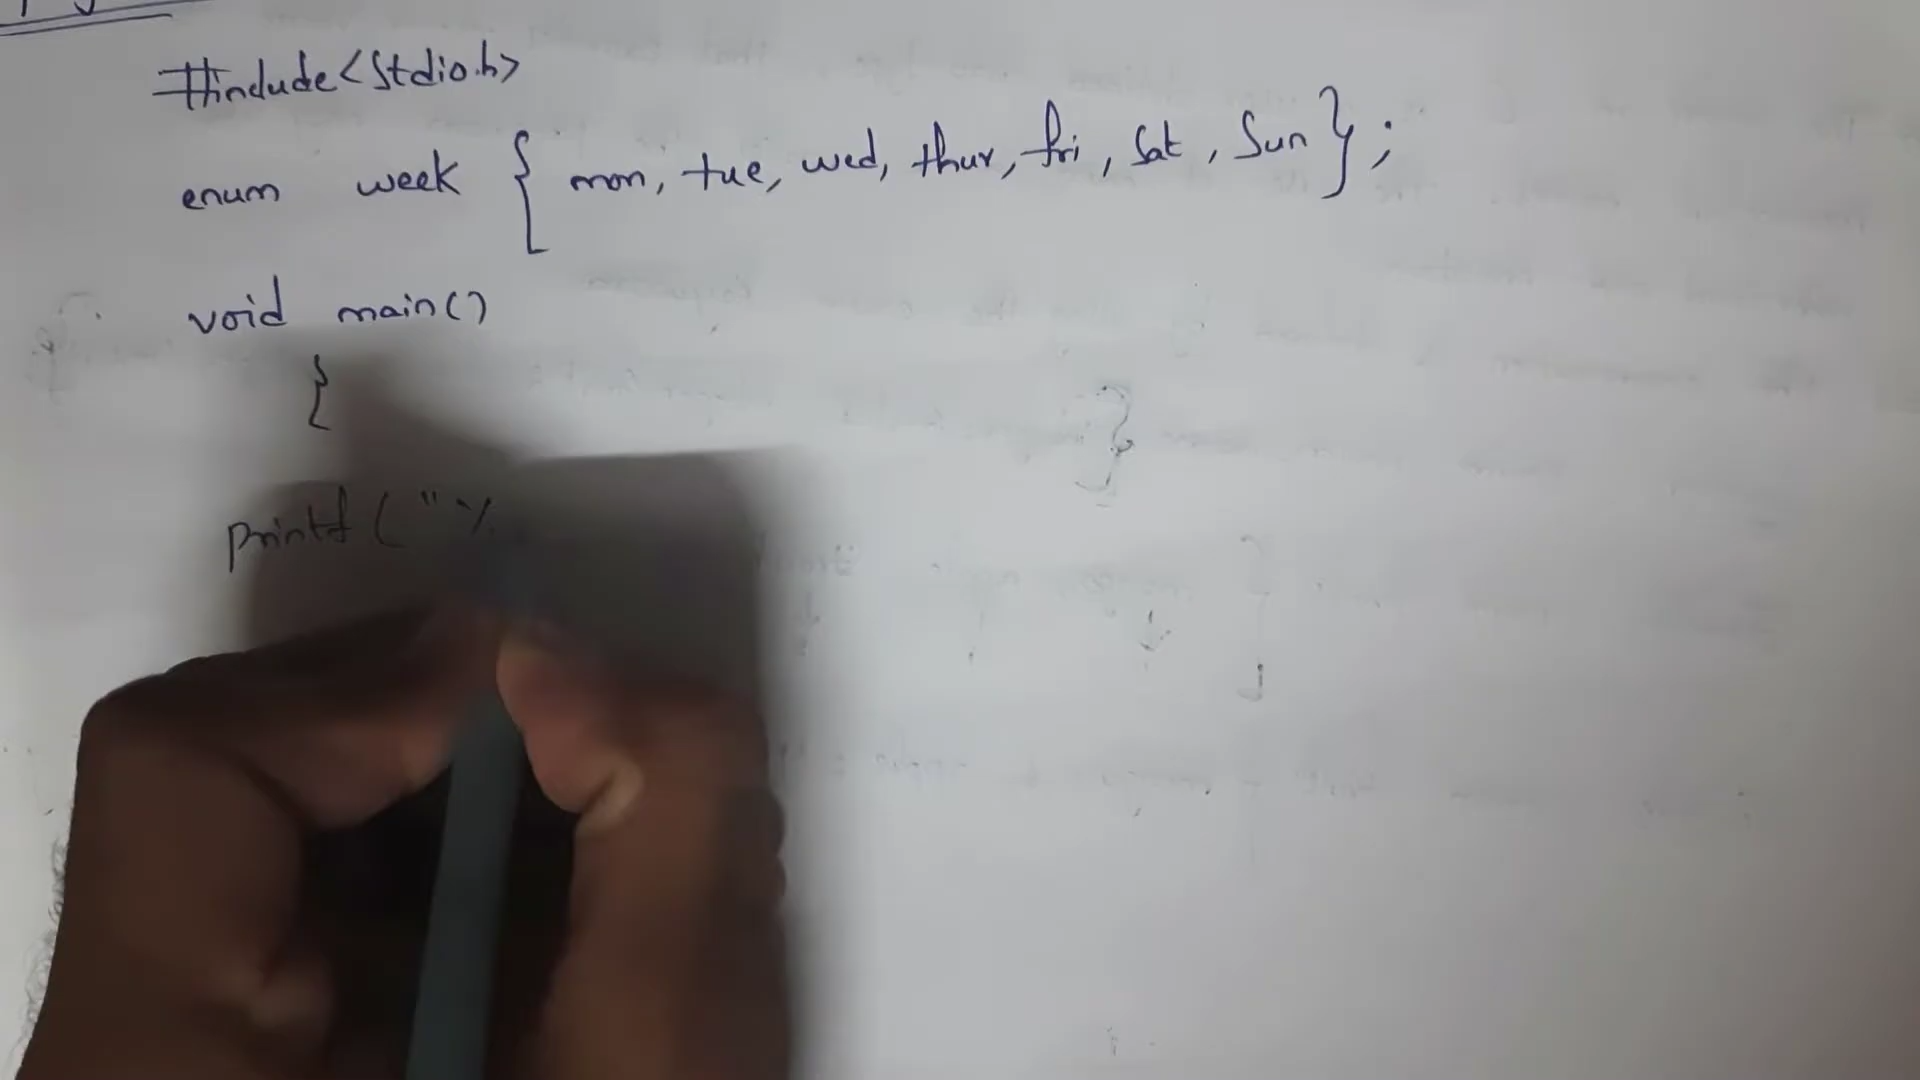 #include<stdio.h>
enum week { mon, tue, wed, thur, fri, Sat, Sun};
void main()
{
printf ( " %